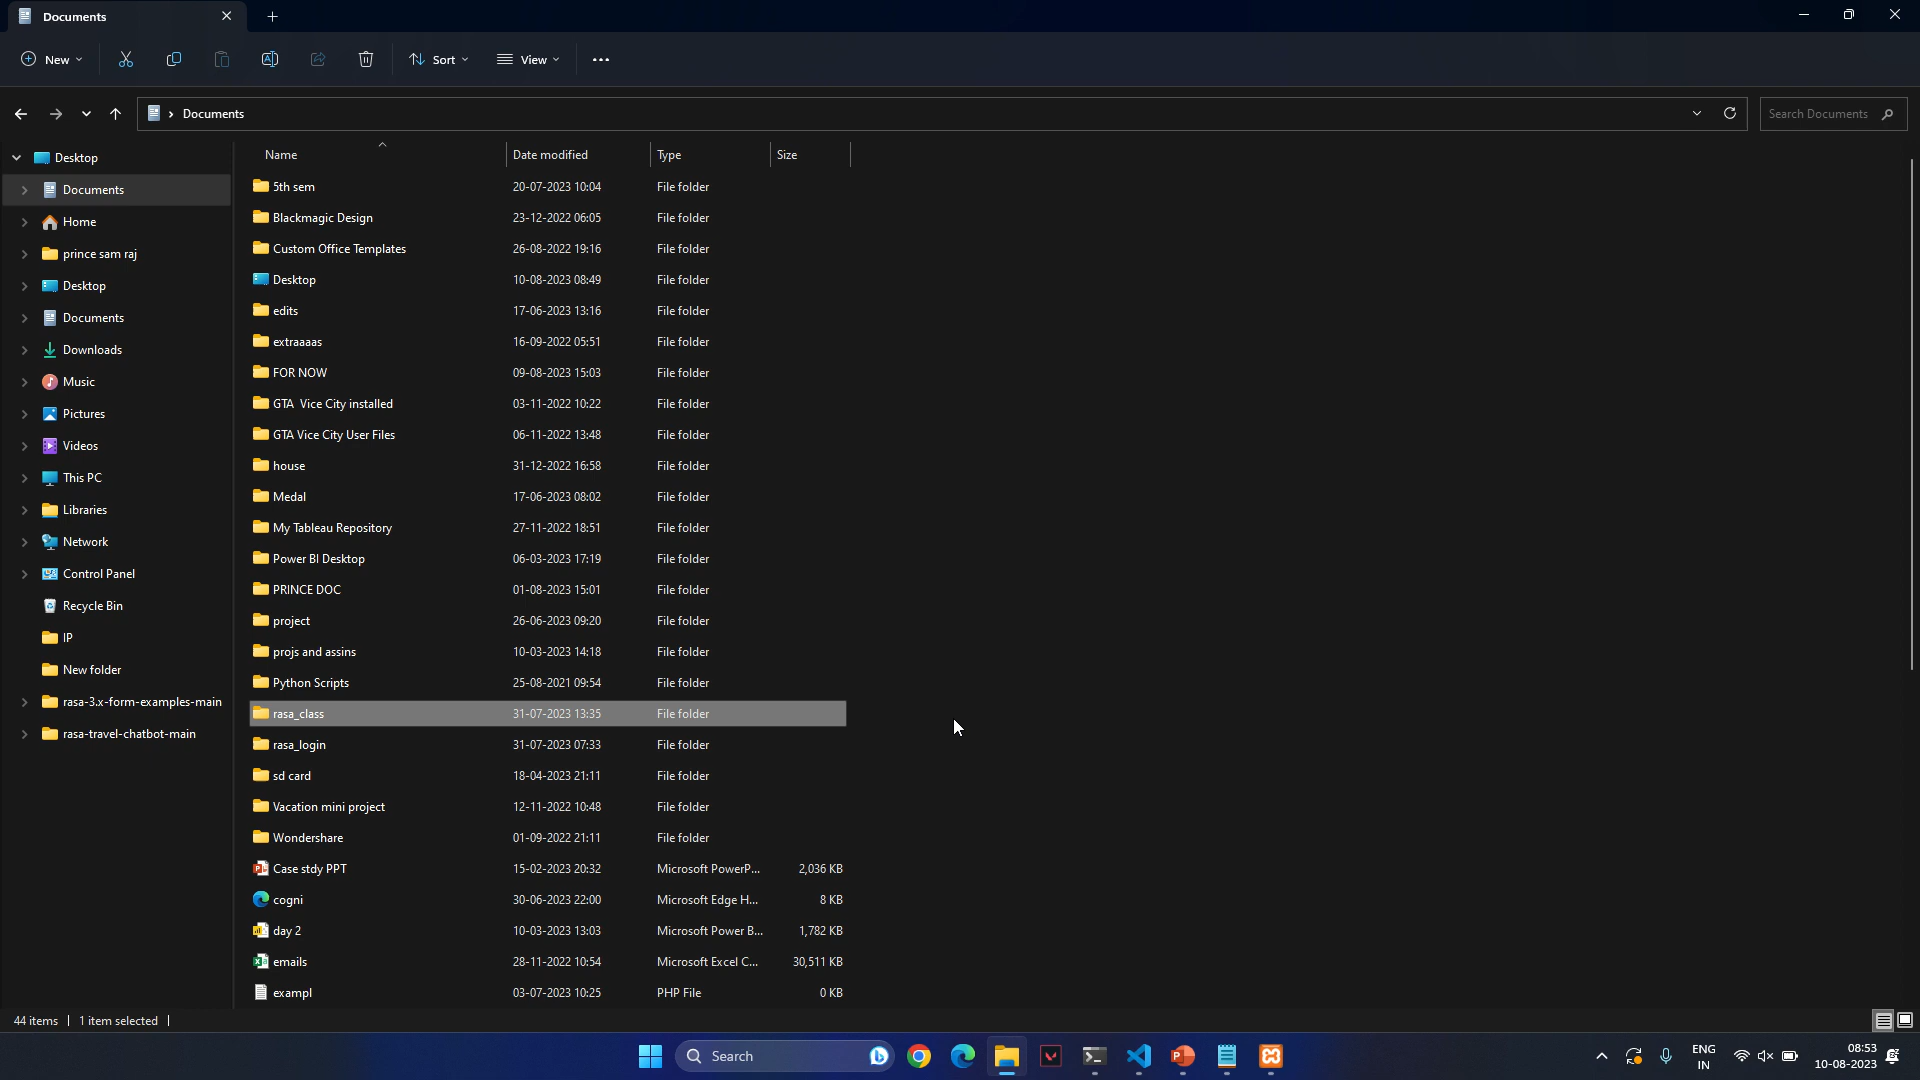 Documents
New
Sort
View
Documents
Search Documents
Desktop
Documents
Home
prince sam raj
Desktop
Documents
Downloads
Music
Pictures
Videos
This PC
Libraries
Network
Control Panel
Recycle Bin
IP
New folder
rasa-3.x-form-examples-main
rasa-travel-chatbot-main
Name Date modified Type Size
5th sem 20-07-2023 10:04 File folder
Blackmagic Design 23-12-2022 06:05 File folder
Custom Office Templates 26-08-2022 19:16 File folder
Desktop 10-08-2023 08:49 File folder
edits 17-06-2023 13:16 File folder
extraaaas 16-09-2022 05:51 File folder
FOR NOW 09-08-2023 15:03 File folder
GTA Vice City installed 03-11-2022 10:22 File folder
GTA Vice City User Files 06-11-2022 13:48 File folder
house 31-12-2022 16:58 File folder
Medal 17-06-2023 08:02 File folder
My Tableau Repository 27-11-2022 18:51 File folder
Power BI Desktop 06-03-2023 17:19 File folder
PRINCE DOC 01-08-2023 15:01 File folder
project 26-06-2023 09:20 File folder
projs and assins 10-03-2023 14:18 File folder
Python Scripts 25-08-2021 09:54 File folder
rasa_class 31-07-2023 13:35 File folder
rasa_login 31-07-2023 07:33 File folder
sd card 18-04-2023 21:11 File folder
Vacation mini project 12-11-2022 10:48 File folder
Wondershare 01-09-2022 21:11 File folder
Case stdy PPT 15-02-2023 20:32 Microsoft PowerP... 2,036 KB
cogni 30-06-2023 22:00 Microsoft Edge H... 8 KB
day 2 10-03-2023 13:03 Microsoft Power B... 1,782 KB
emails 28-11-2022 10:54 Microsoft Excel C... 30,511 KB
exampl 03-07-2023 10:25 PHP File 0 KB
44 items 1 item selected
Search
ENG
IN
08:53
10-08-2023